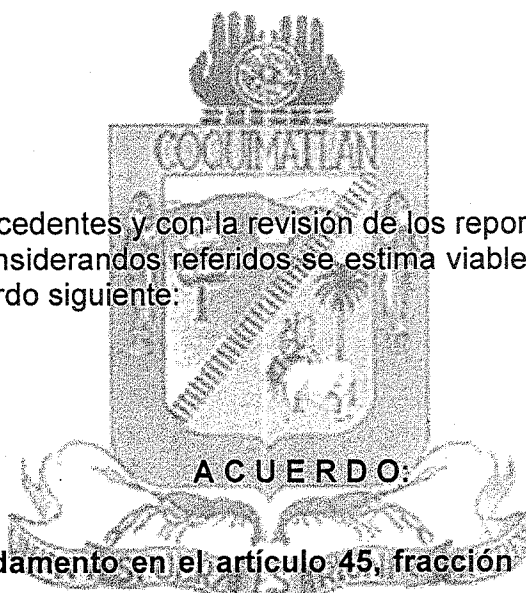 COQUIMATLAN
cedentes y con la revisión de los repor
nsiderandos referidos se estima viable
rdo siguiente:
A C U E R D O:
damento en el artículo 45, fracción